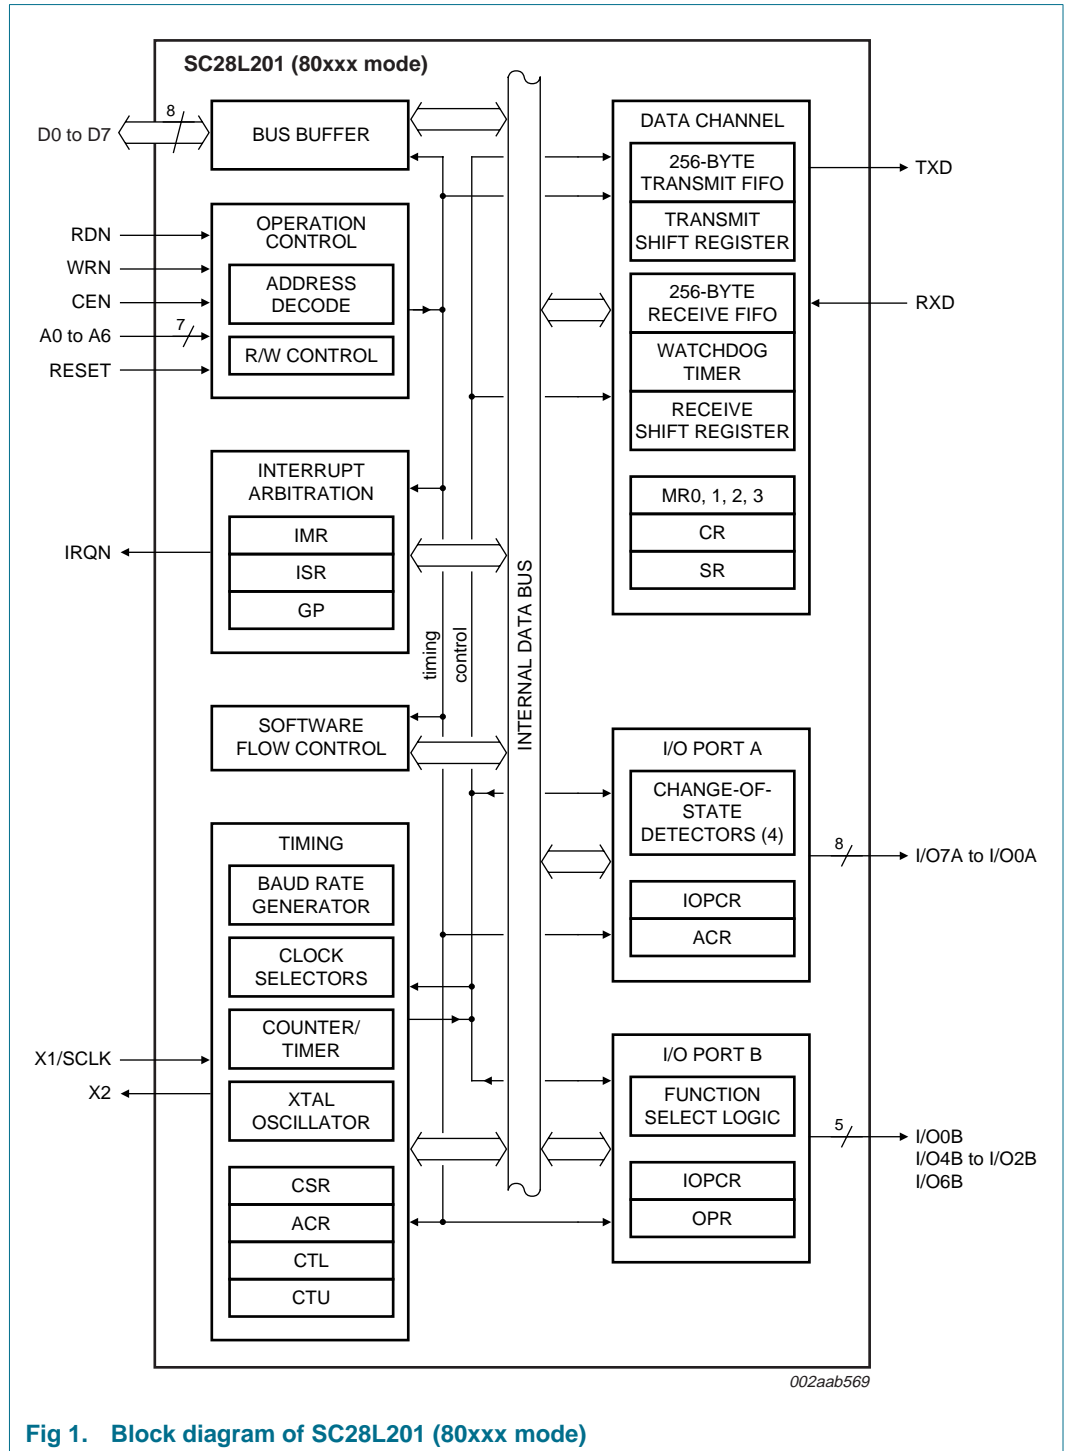 SC28L201 (80xxx mode)
D0 to D7
8
BUS BUFFER
RDN
WRN
CEN
A0 to A6
7
RESET
OPERATION
CONTROL
ADDRESS
DECODE
R/W CONTROL
INTERRUPT
ARBITRATION
IMR
ISR
GP
IRQN
timing
control
INTERNAL DATA BUS
SOFTWARE
FLOW CONTROL
TIMING
BAUD RATE
GENERATOR
CLOCK
SELECTORS
COUNTER/
TIMER
XTAL
OSCILLATOR
X1/SCLK
X2
CSR
ACR
CTL
CTU
DATA CHANNEL
256-BYTE
TRANSMIT FIFO
TRANSMIT
SHIFT REGISTER
TXD
256-BYTE
RECEIVE FIFO
WATCHDOG
TIMER
RECEIVE
SHIFT REGISTER
RXD
MR0, 1, 2, 3
CR
SR
I/O PORT A
CHANGE-OF-
STATE
DETECTORS (4)
8
I/O7A to I/O0A
IOPCR
ACR
I/O PORT B
FUNCTION
SELECT LOGIC
5
I/O0B
I/O4B to I/O2B
I/O6B
IOPCR
OPR
002aab569
Fig 1. Block diagram of SC28L201 (80xxx mode)